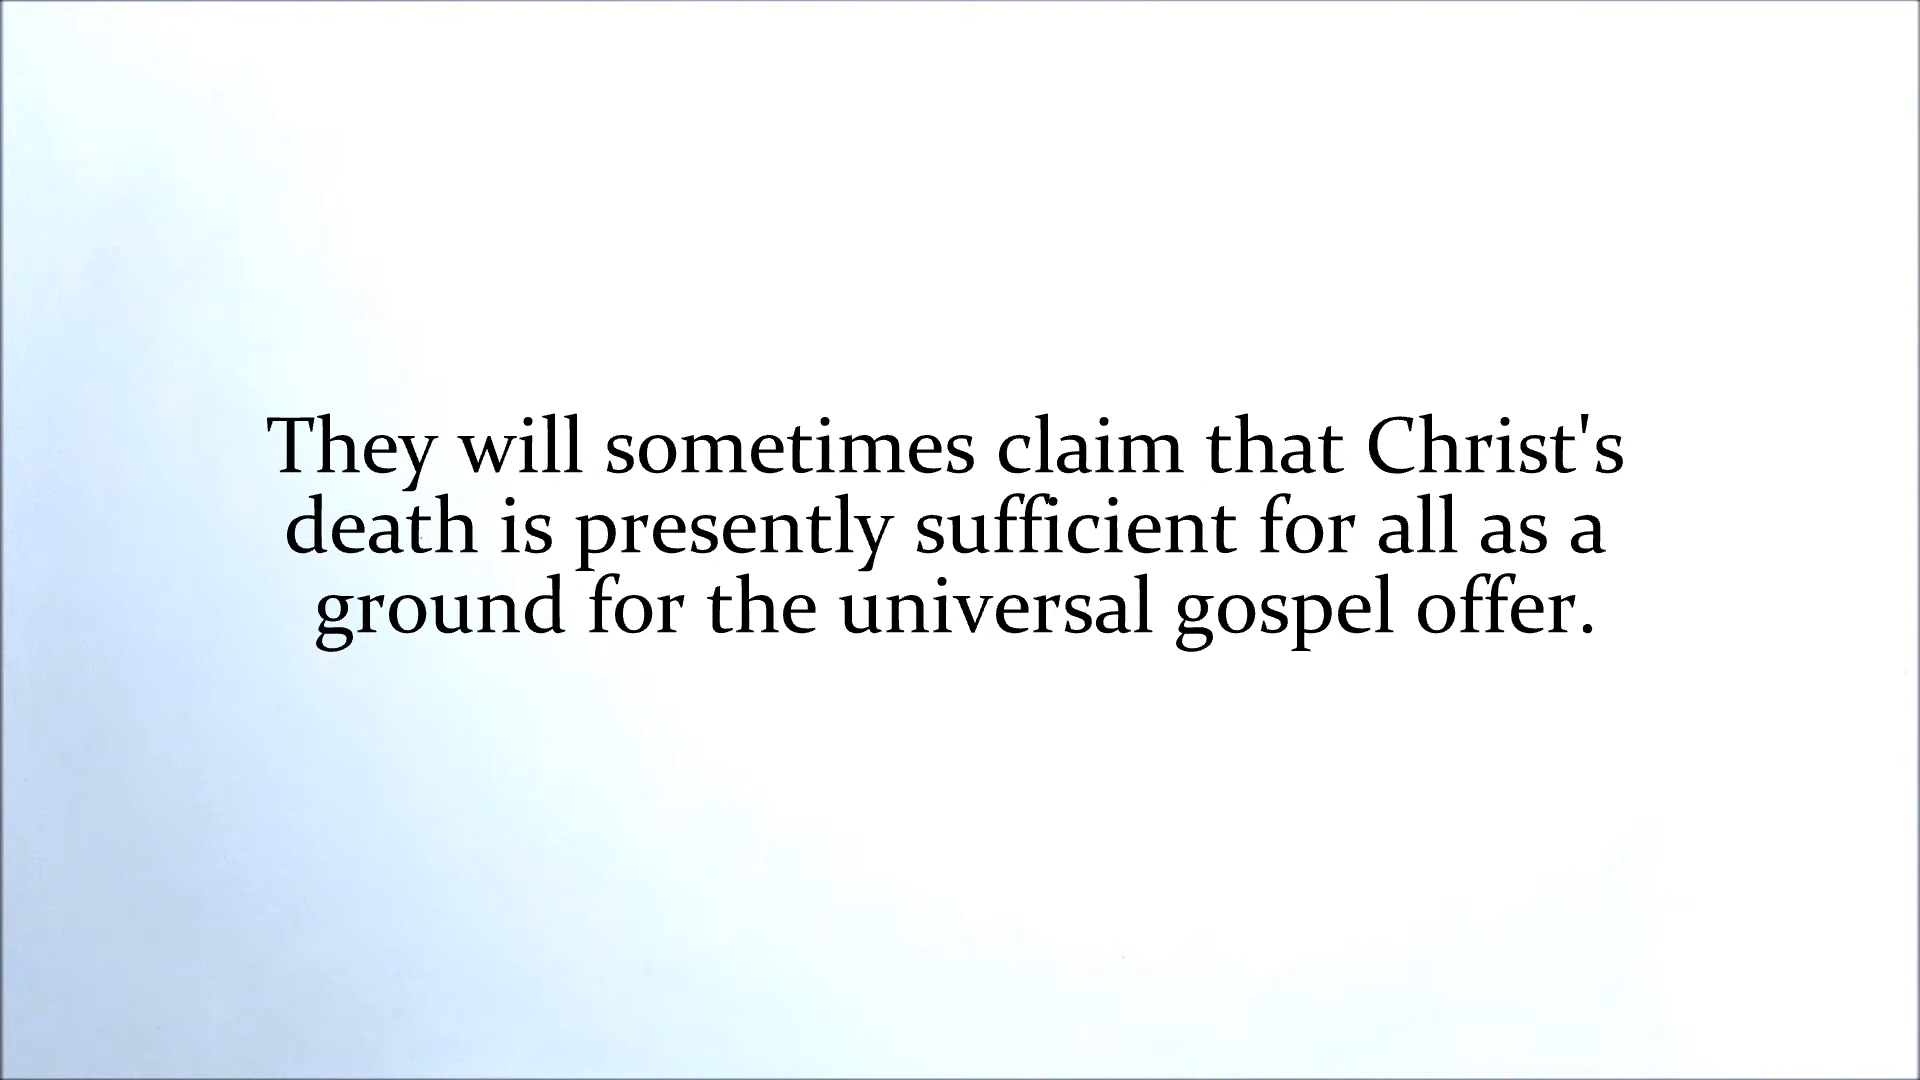 They will sometimes claim that Christ's
death is presently sufficient for all as a
ground for the universal gospel offer.